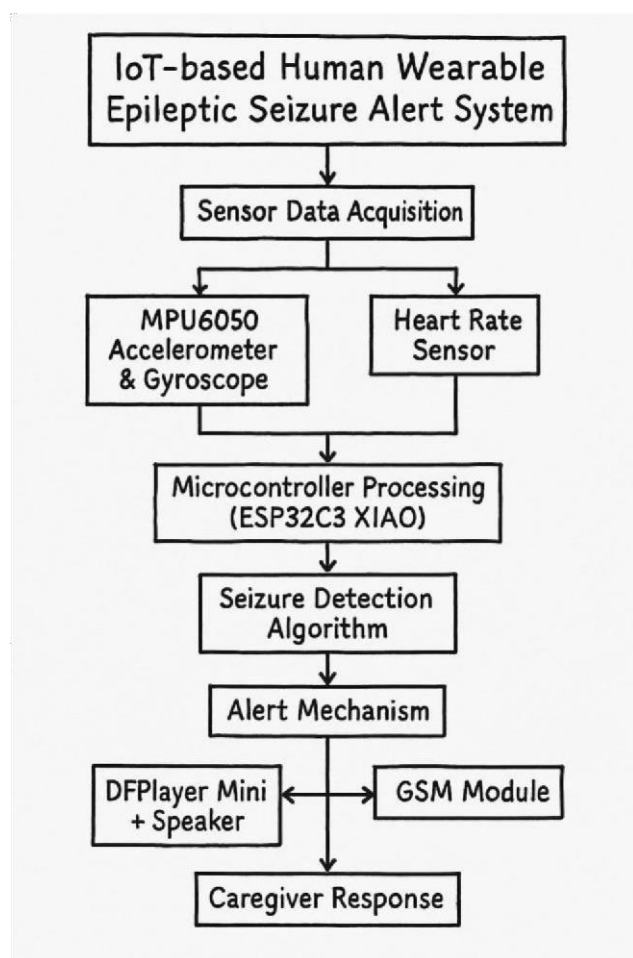 IoT-based Human Wearable
Epileptic Seizure Alert System
Sensor Data Acquisition
MPU6050
Accelerometer
& Gyroscope
Heart Rate
Sensor
Microcontroller Processing
(ESP32C3 XIAO)
Seizure Detection
Algorithm
Alert Mechanism
DFPlayer Mini
+ Speaker
GSM Module
Caregiver Response